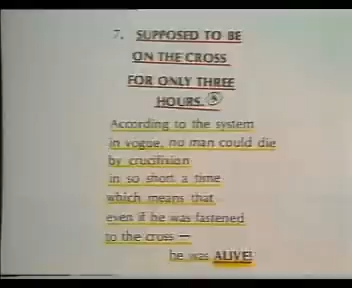 7. SUPPOSED TO BE
ON THE CROSS
FOR ONLY THREE
HOURS.
According to the system
in vogue, no man could die
by crucifixion
in so short a time
which means that
even if he was fastened
to the cross —
he was ALIVE!